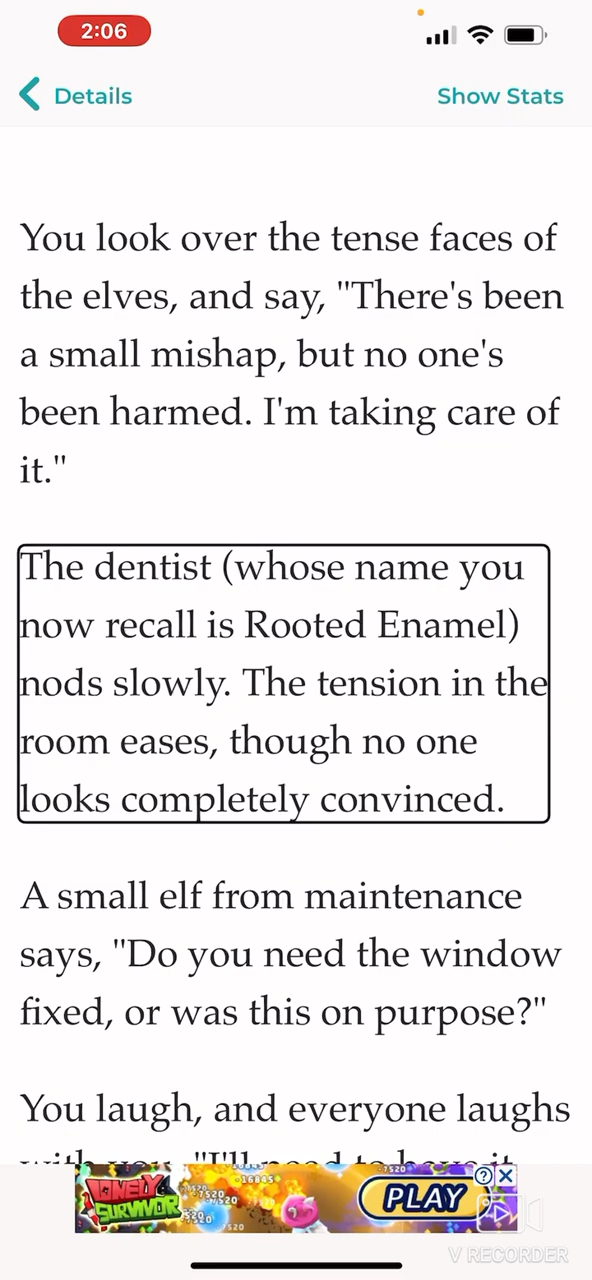 2:06
Details
Show Stats
You look over the tense faces of
the elves, and say, "There's been
a small mishap, but no one's
been harmed. I'm taking care of
it."
The dentist (whose name you
now recall is Rooted Enamel)
nods slowly. The tension in the
room eases, though no one
looks completely convinced.
A small elf from maintenance
says, "Do you need the window
fixed, or was this on purpose?"
You laugh, and everyone laughs
LONELY
SURVIVOR
16845
7520
7520
PLAY
V RECORDER